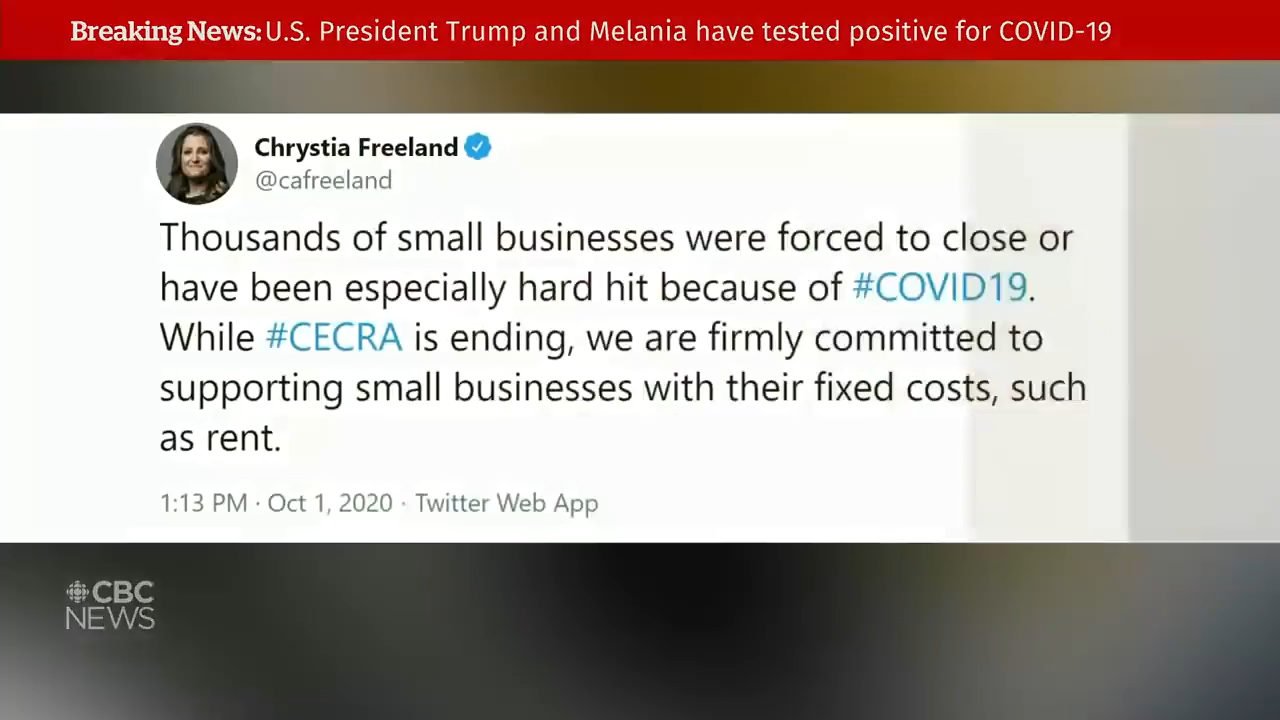 Breaking News: U.S. President Trump and Melania have tested positive for COVID-19
Chrystia Freeland
@cafreeland
Thousands of small businesses were forced to close or
have been especially hard hit because of #COVID19.
While #CECRA is ending, we are firmly committed to
supporting small businesses with their fixed costs, such
as rent.
1:13 PM · Oct 1, 2020 · Twitter Web App
CBC
NEWS